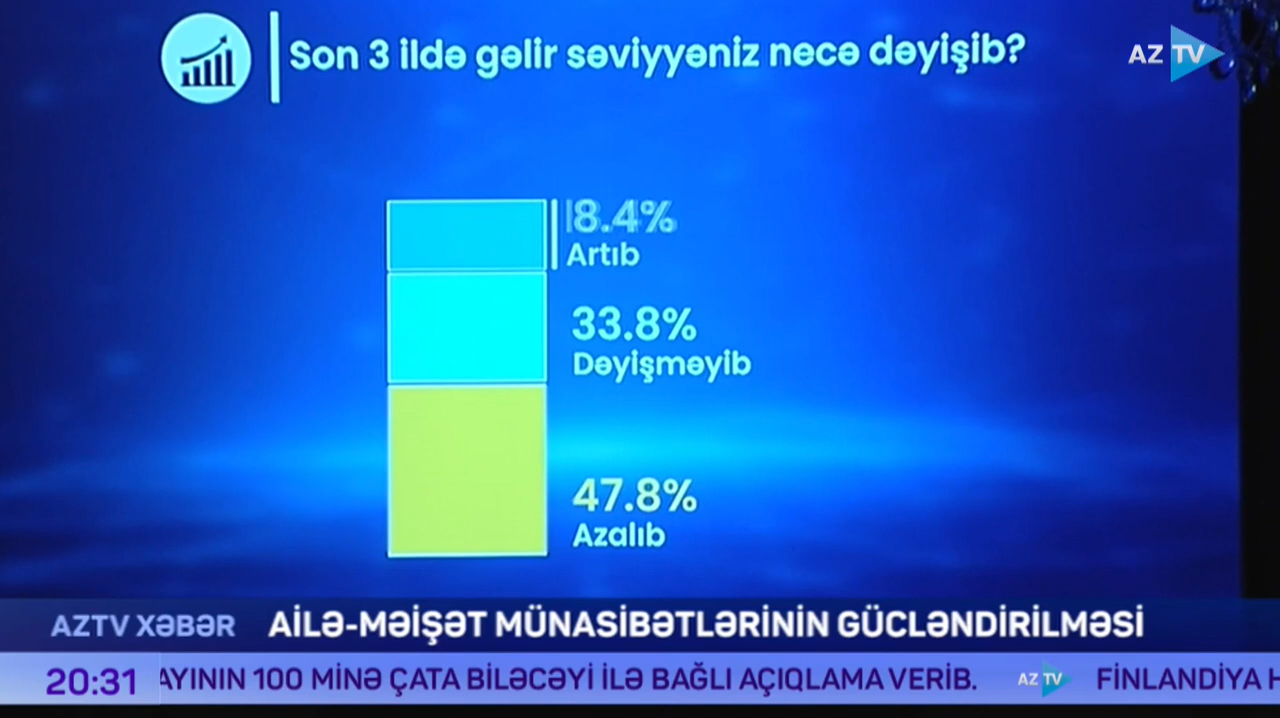 Son 3 ildə gəlir səviyyəniz necə dəyişib?
AZ TV
18.4%
Artıb
33.8%
Dəyişməyib
47.8%
Azalıb
AZTV XƏBƏR AİLƏ-MƏİŞƏT MÜNASİBƏTLƏRİNİN GÜCLƏNDİRİLMƏSİ
20:31 AYININ 100 MİNƏ ÇATA BİLƏCƏYİ İLƏ BAĞLI AÇIQLAMA VERİB. AZ TV FİNLANDİYA H